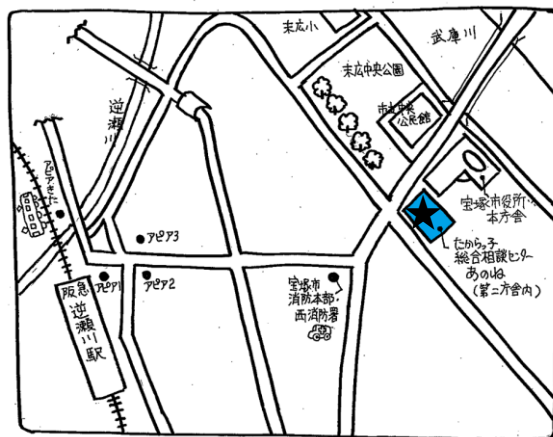 末広小
武庫川
末広中央公園
市立中央
公民館
逆瀬川
アピアきた
宝塚市役所
本庁舎
アピア3
たからっ子
総合相談センター
あのね
(第二庁舎内)
アピア1
アピア2
宝塚市
消防本部・
西消防署
阪急
逆瀬川駅